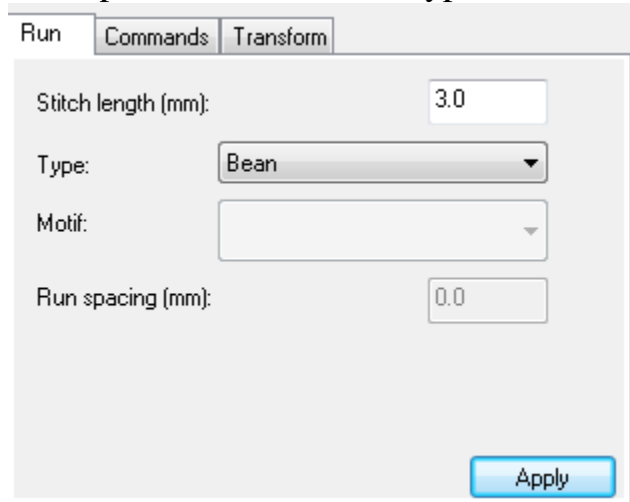 Run Commands Transform
Stitch length (mm): 3.0
Type: Bean
Motif:
Run spacing (mm): 0.0
Apply